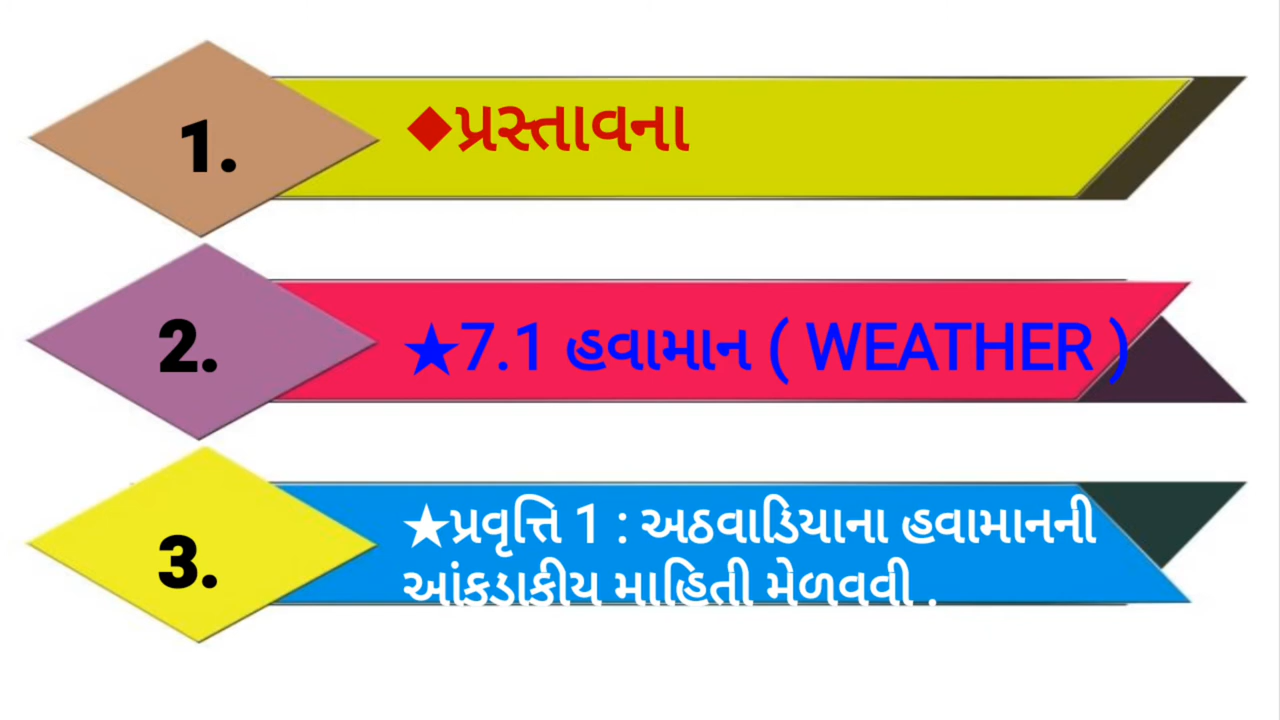 1. ◆પ્રસ્તાવના
2. ★7.1 હવામાન ( WEATHER )
3. ★પ્રવૃત્તિ 1 : અઠવાડિયાના હવામાનની
આંકડાકીય માહિતી મેળવવી .